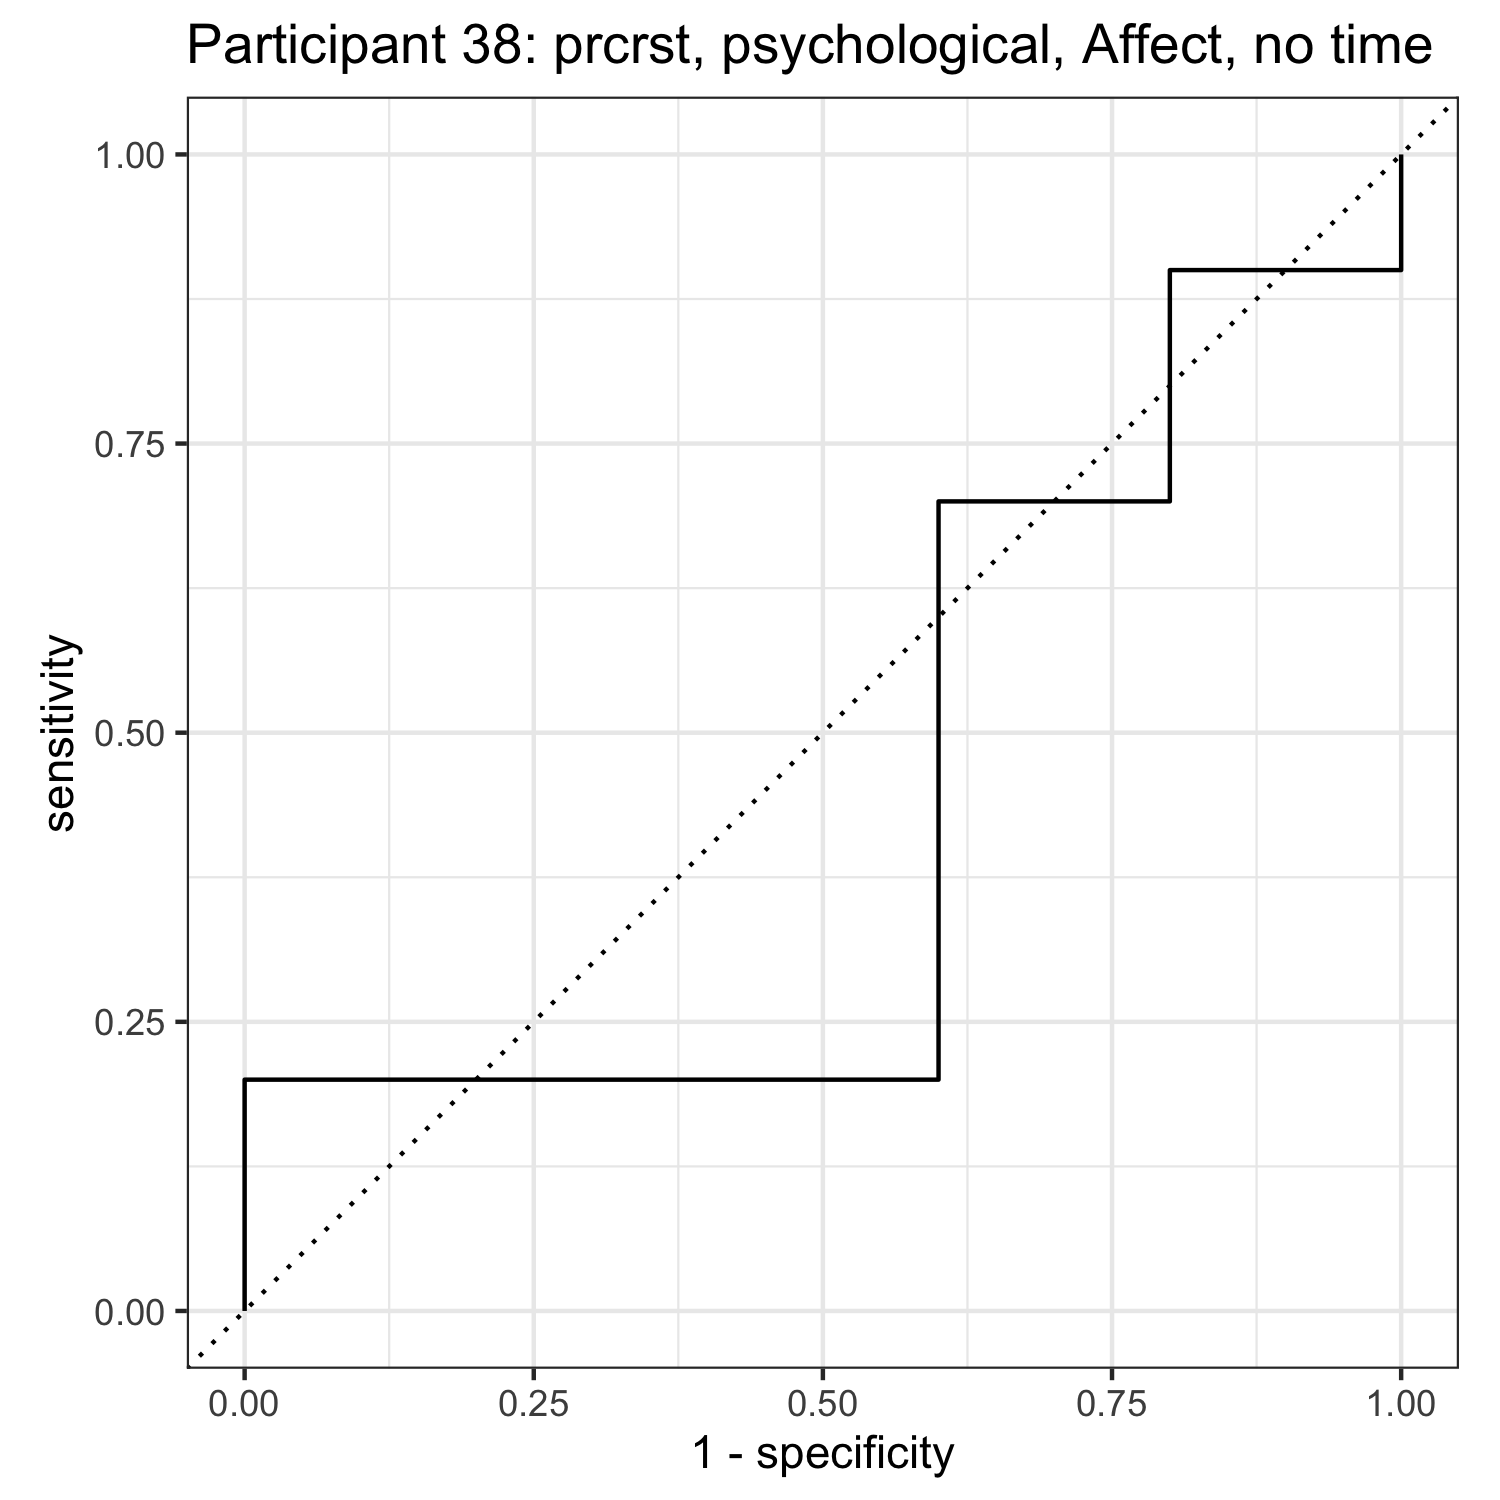 Participant 38: prcrst, psychological, Affect, no time
sensitivity
1.00
0.75
0.50
0.25
0.00
0.00 0.25 0.50 0.75 1.00
1 - specificity